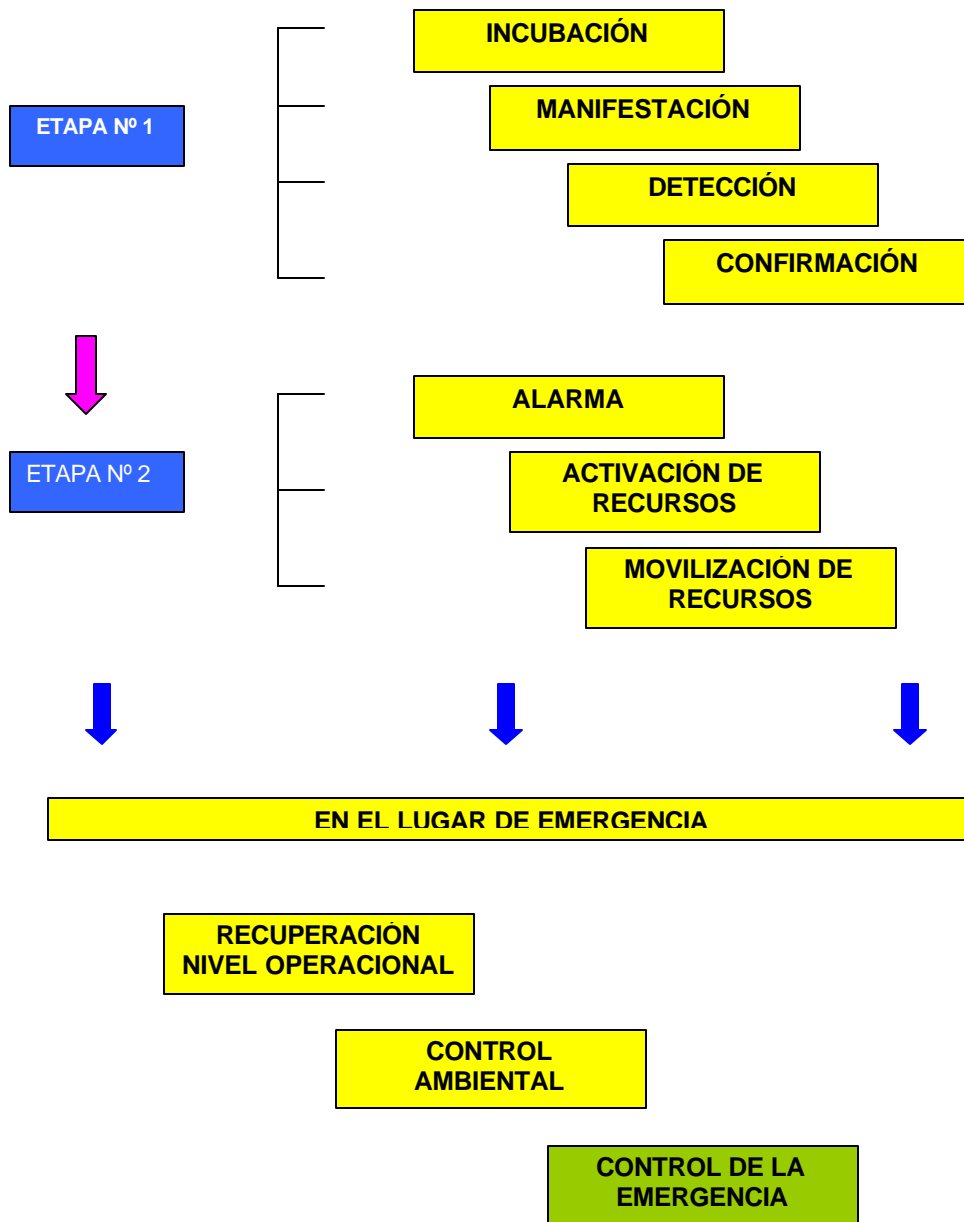 INCUBACIÓN
ETAPA Nº 1
MANIFESTACIÓN
DETECCIÓN
CONFIRMACIÓN
ALARMA
ETAPA Nº 2
ACTIVACIÓN DE
RECURSOS
MOVILIZACIÓN DE
RECURSOS
EN EL LUGAR DE EMERGENCIA
RECUPERACIÓN
NIVEL OPERACIONAL
CONTROL
AMBIENTAL
CONTROL DE LA
EMERGENCIA